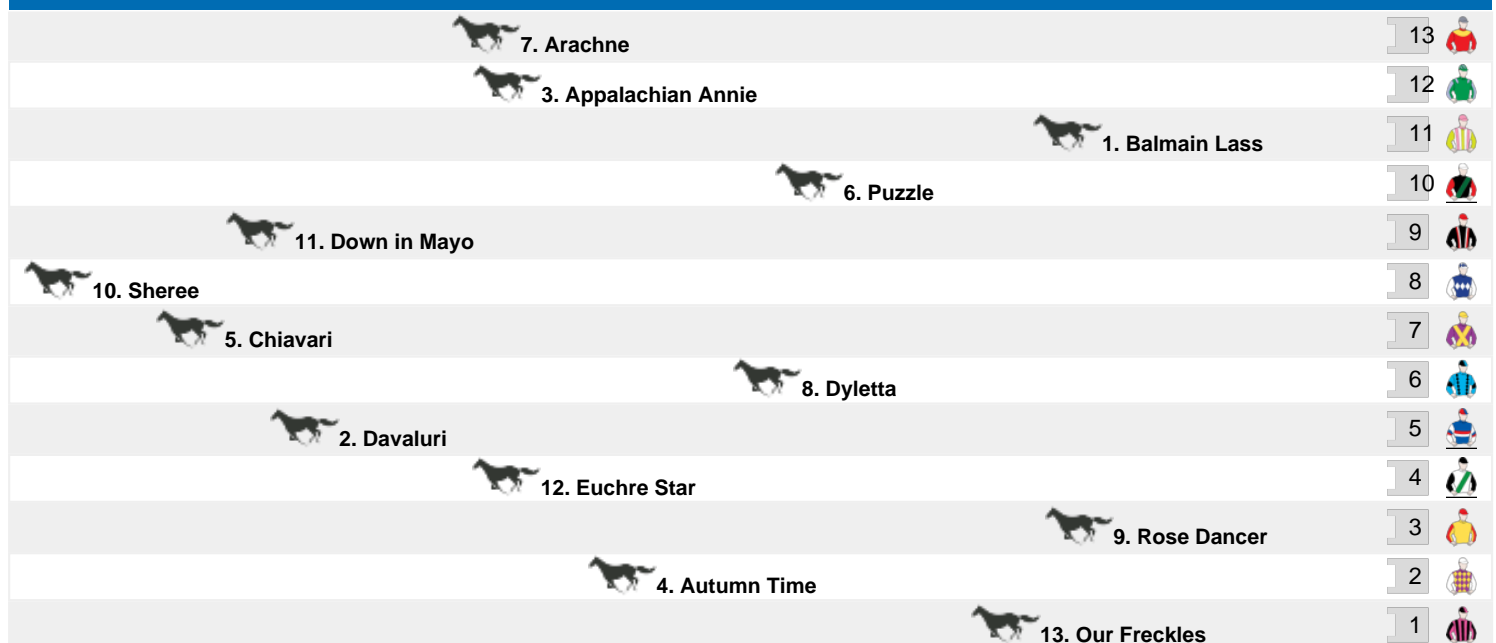 7. Arachne 13
3. Appalachian Annie 12
1. Balmain Lass 11
6. Puzzle 10
11. Down in Mayo 9
10. Sheree 8
5. Chiavari 7
8. Dyletta 6
2. Davaluri 5
12. Euchre Star 4
9. Rose Dancer 3
4. Autumn Time 2
13. Our Freckles 1